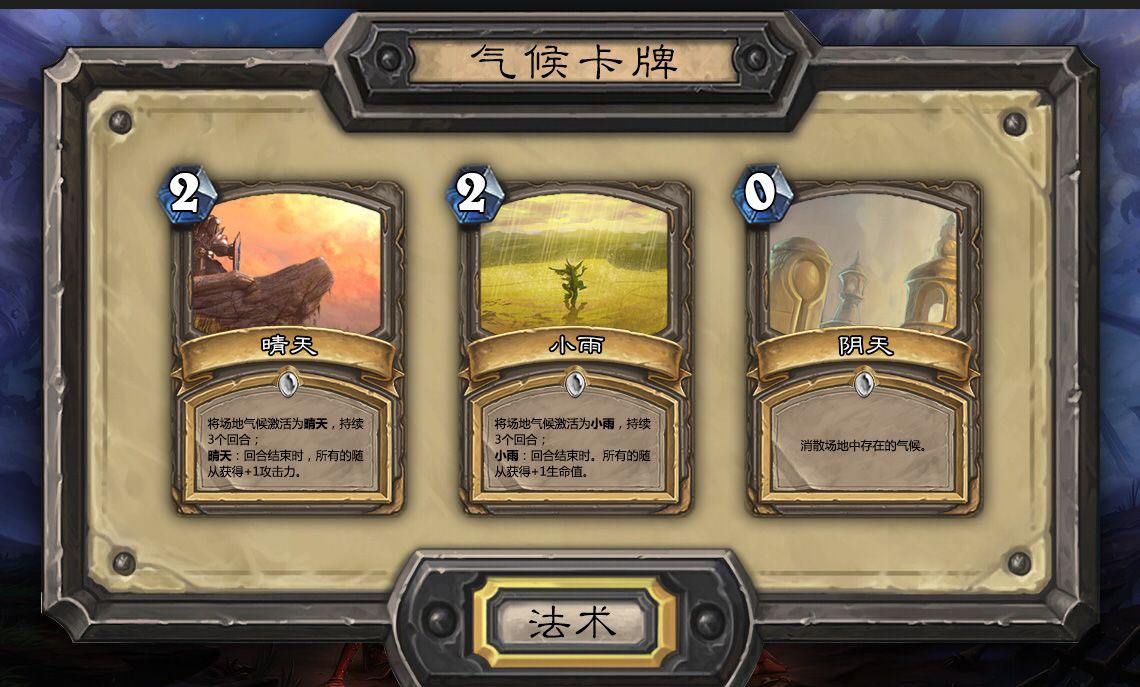 气候卡牌
2
晴天
将场地气候激活为晴天，持续
3个回合；
晴天：回合结束时，所有的随
从获得+1攻击力。
2
小雨
将场地气候激活为小雨，持续
3个回合；
小雨：回合结束时。所有的随
从获得+1生命值。
0
阴天
消散场地中存在的气候。
法术